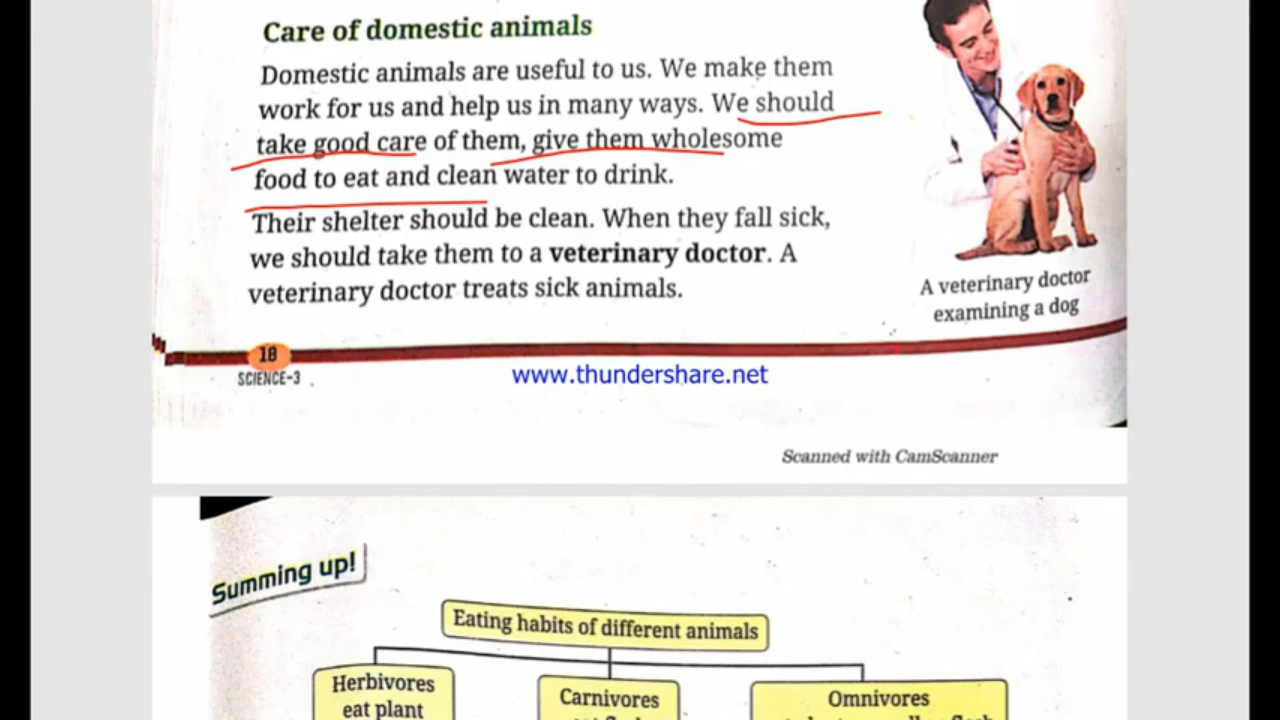 Care of domestic animals
Domestic animals are useful to us. We make them
work for us and help us in many ways. We should
take good care of them, give them wholesome
food to eat and clean water to drink.
Their shelter should be clean. When they fall sick,
we should take them to a veterinary doctor. A
veterinary doctor treats sick animals.
A veterinary doctor
examining a dog
18
SCIENCE-3
www.thundershare.net
Scanned with CamScanner
Summing up!
Eating habits of different animals
Herbivores
eat plant
Carnivores
Omnivores